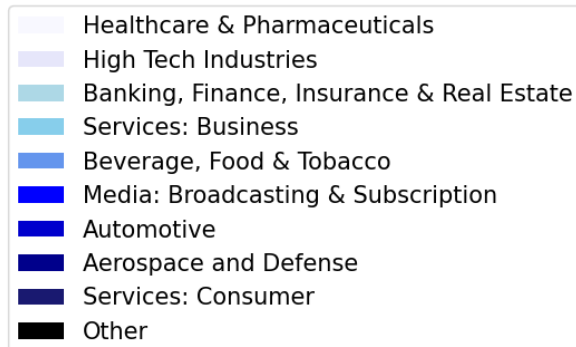 Healthcare & Pharmaceuticals
High Tech Industries
Banking, Finance, Insurance & Real Estate
Services: Business
Beverage, Food & Tobacco
Media: Broadcasting & Subscription
Automotive
Aerospace and Defense
Services: Consumer
Other